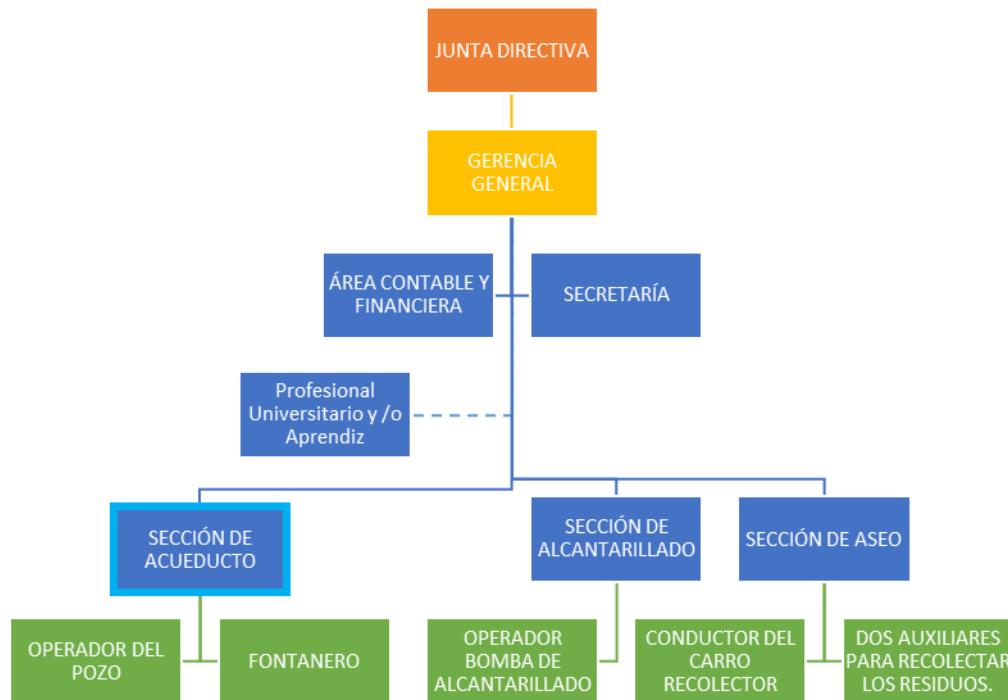 JUNTA DIRECTIVA
GERENCIA
GENERAL
ÁREA CONTABLE Y
FINANCIERA
SECRETARÍA
Profesional
Universitario y /o
Aprendiz
SECCIÓN DE
ACUEDUCTO
SECCIÓN DE
ALCANTARILLADO
SECCIÓN DE ASEO
OPERADOR DEL
POZO
FONTANERO
OPERADOR
BOMBA DE
ALCANTARILLADO
CONDUCTOR DEL
CARRO
RECOLECTOR
DOS AUXILIARES
PARA RECOLECTAR
LOS RESIDUOS.